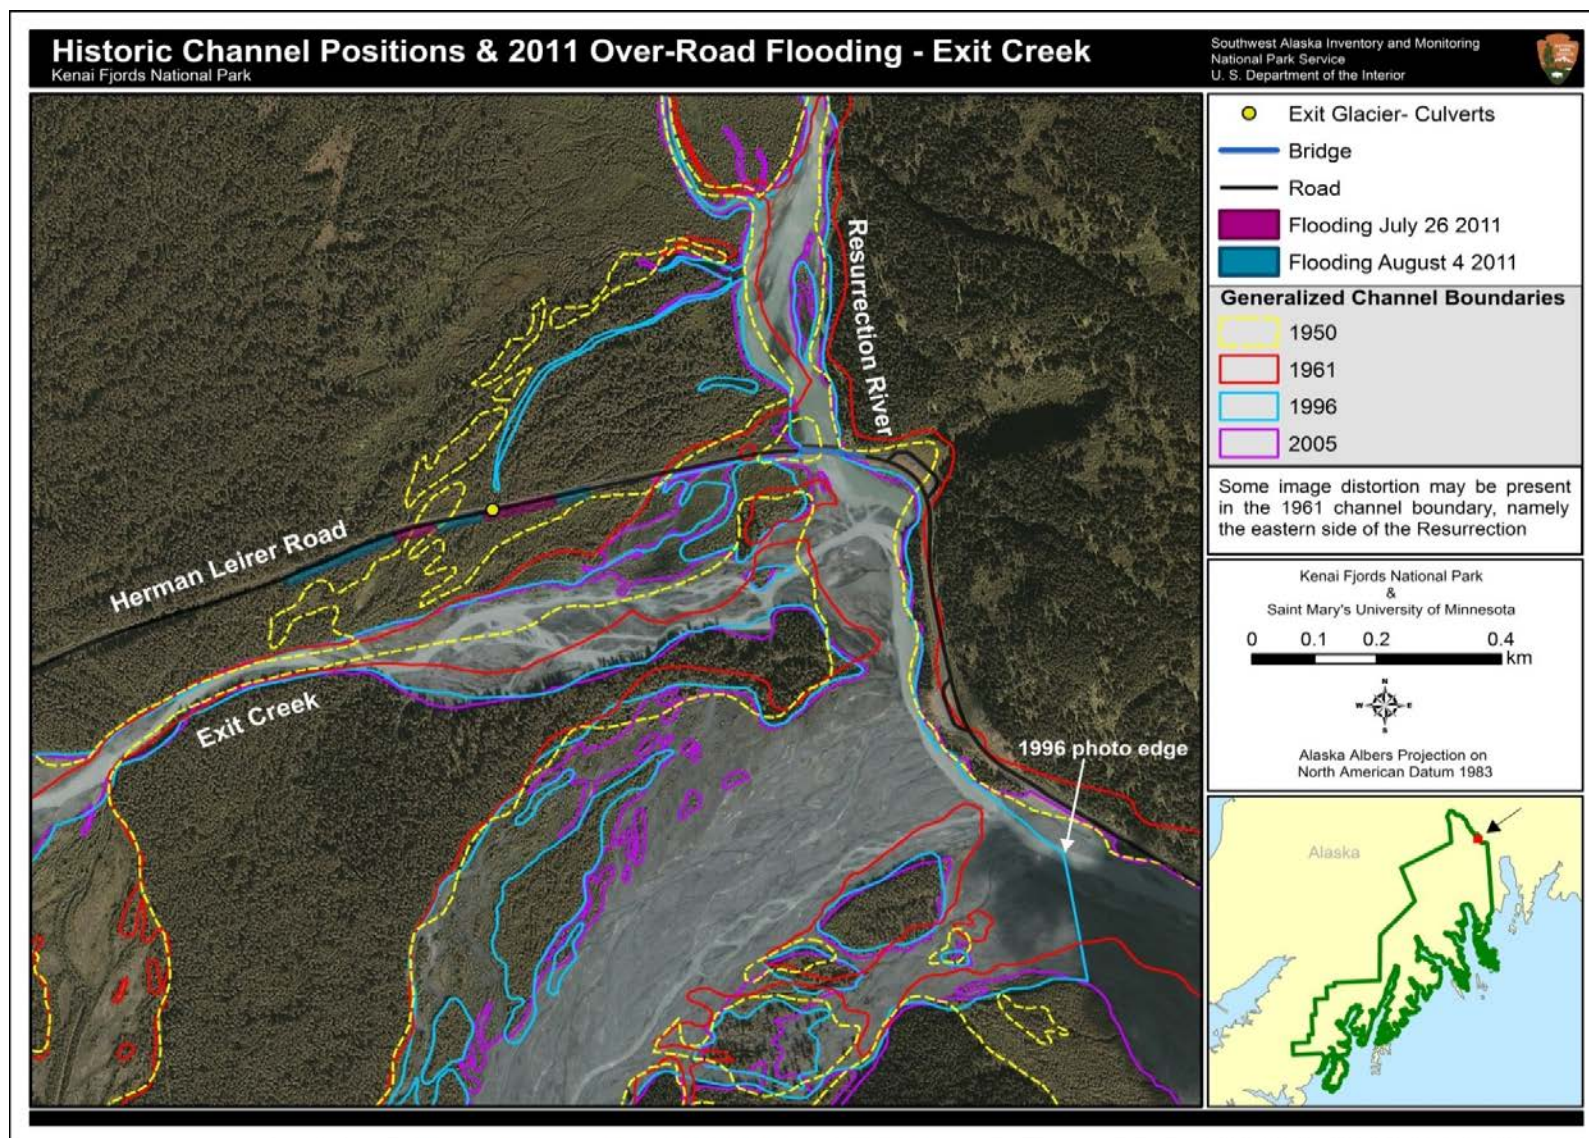 Historic Channel Positions & 2011 Over-Road Flooding - Exit Creek
Kenai Fjords National Park
Southwest Alaska Inventory and Monitoring
National Park Service
U. S. Department of the Interior
Exit Glacier- Culverts
Bridge
Road
Flooding July 26 2011
Flooding August 4 2011
Generalized Channel Boundaries
1950
1961
1996
2005
Some image distortion may be present
in the 1961 channel boundary, namely
the eastern side of the Resurrection
Kenai Fjords National Park
&
Saint Mary's University of Minnesota
0 0.1 0.2 0.4
km
N
W E
S
Alaska Albers Projection on
North American Datum 1983
Alaska
Resurrection River
Herman Leirer Road
Exit Creek
1996 photo edge